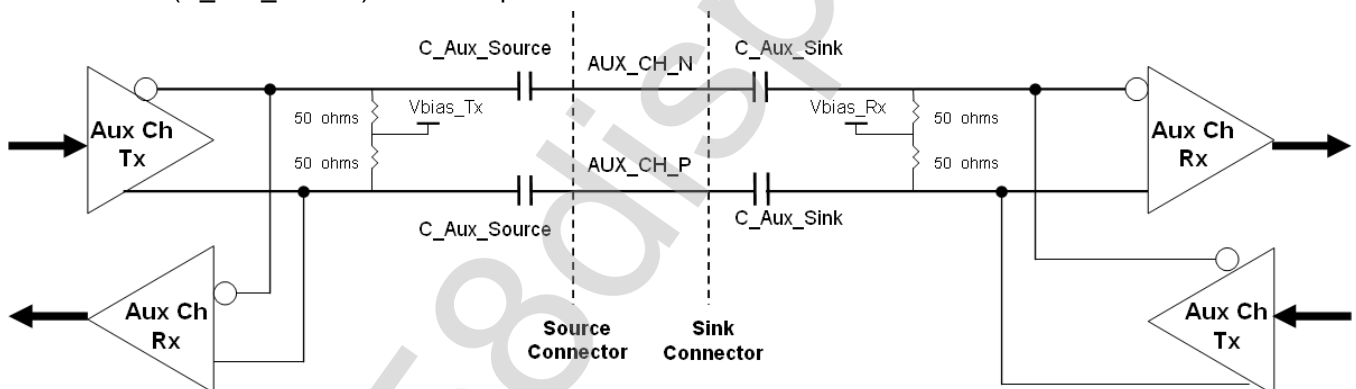 C_Aux_Source
C_Aux_Sink
AUX_CH_N
Aux Ch
Tx
50 ohms
Vbias_Tx
Vbias_Rx
50 ohms
Aux Ch
Rx
50 ohms
AUX_CH_P
50 ohms
C_Aux_Source
C_Aux_Sink
Aux Ch
Rx
Source
Connector
Sink
Connector
Aux Ch
Tx